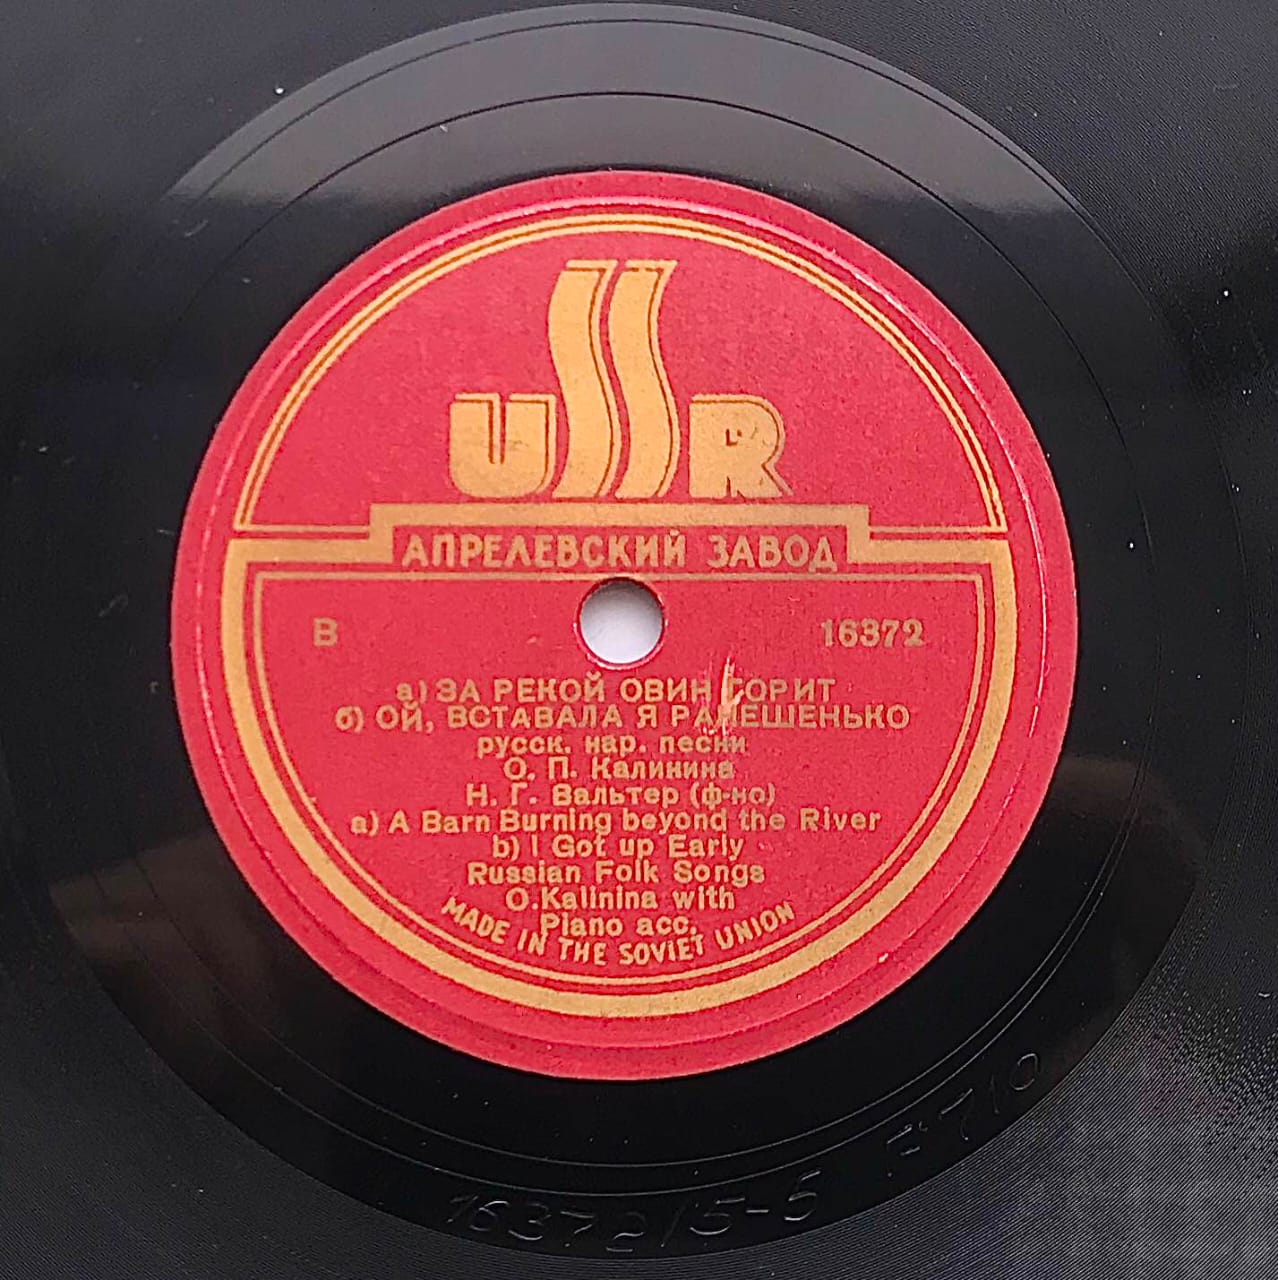 USSR
АПРЕЛЕВСКИЙ ЗАВОД
В 16372
а) ЗА РЕКОЙ ОВИН ГОРИТ
б) ОЙ, ВСТАВАЛА Я РАНЕШЕНЬКО
русск. нар. песни
О. П. Калинина
Н. Г. Вальтер (ф-но)
a) A Barn Burning beyond the River
b) I Got up Early
Russian Folk Songs
O.Kalinina with
Piano acc.
MADE IN THE SOVIET UNION
16372/5-5